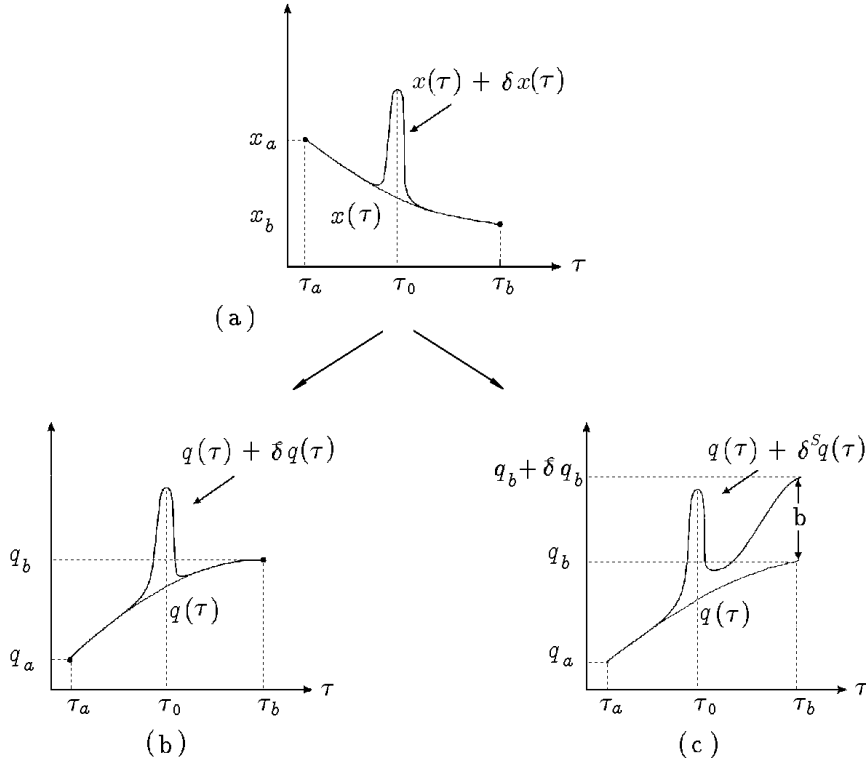 x(τ) + δx(τ)
x_a
x_b
x(τ)
τ_a τ_0 τ_b τ
(a)
q(τ) + δq(τ)
q_b
q(τ)
q_a
τ_a τ_0 τ_b τ
(b)
q(τ) + δ^S q(τ)
q_b + δq_b
b
q_b
q(τ)
q_a
τ_a τ_0 τ_b τ
(c)